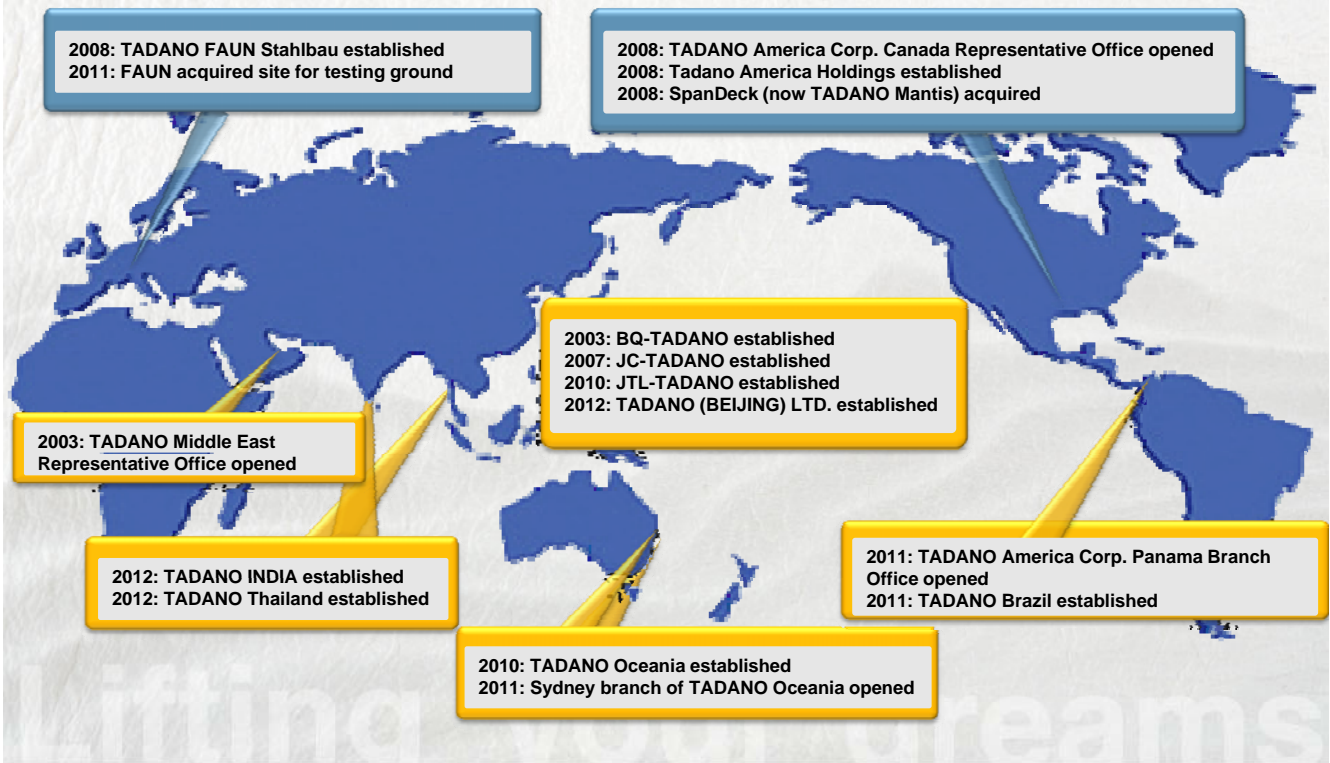 2008: TADANO FAUN Stahlbau established
2011: FAUN acquired site for testing ground
2008: TADANO America Corp. Canada Representative Office opened
2008: Tadano America Holdings established
2008: SpanDeck (now TADANO Mantis) acquired
2003: BQ-TADANO established
2007: JC-TADANO established
2010: JTL-TADANO established
2012: TADANO (BEIJING) LTD. established
2003: TADANO Middle East
Representative Office opened
2012: TADANO INDIA established
2012: TADANO Thailand established
2011: TADANO America Corp. Panama Branch
Office opened
2011: TADANO Brazil established
2010: TADANO Oceania established
2011: Sydney branch of TADANO Oceania opened
Lifting your dreams